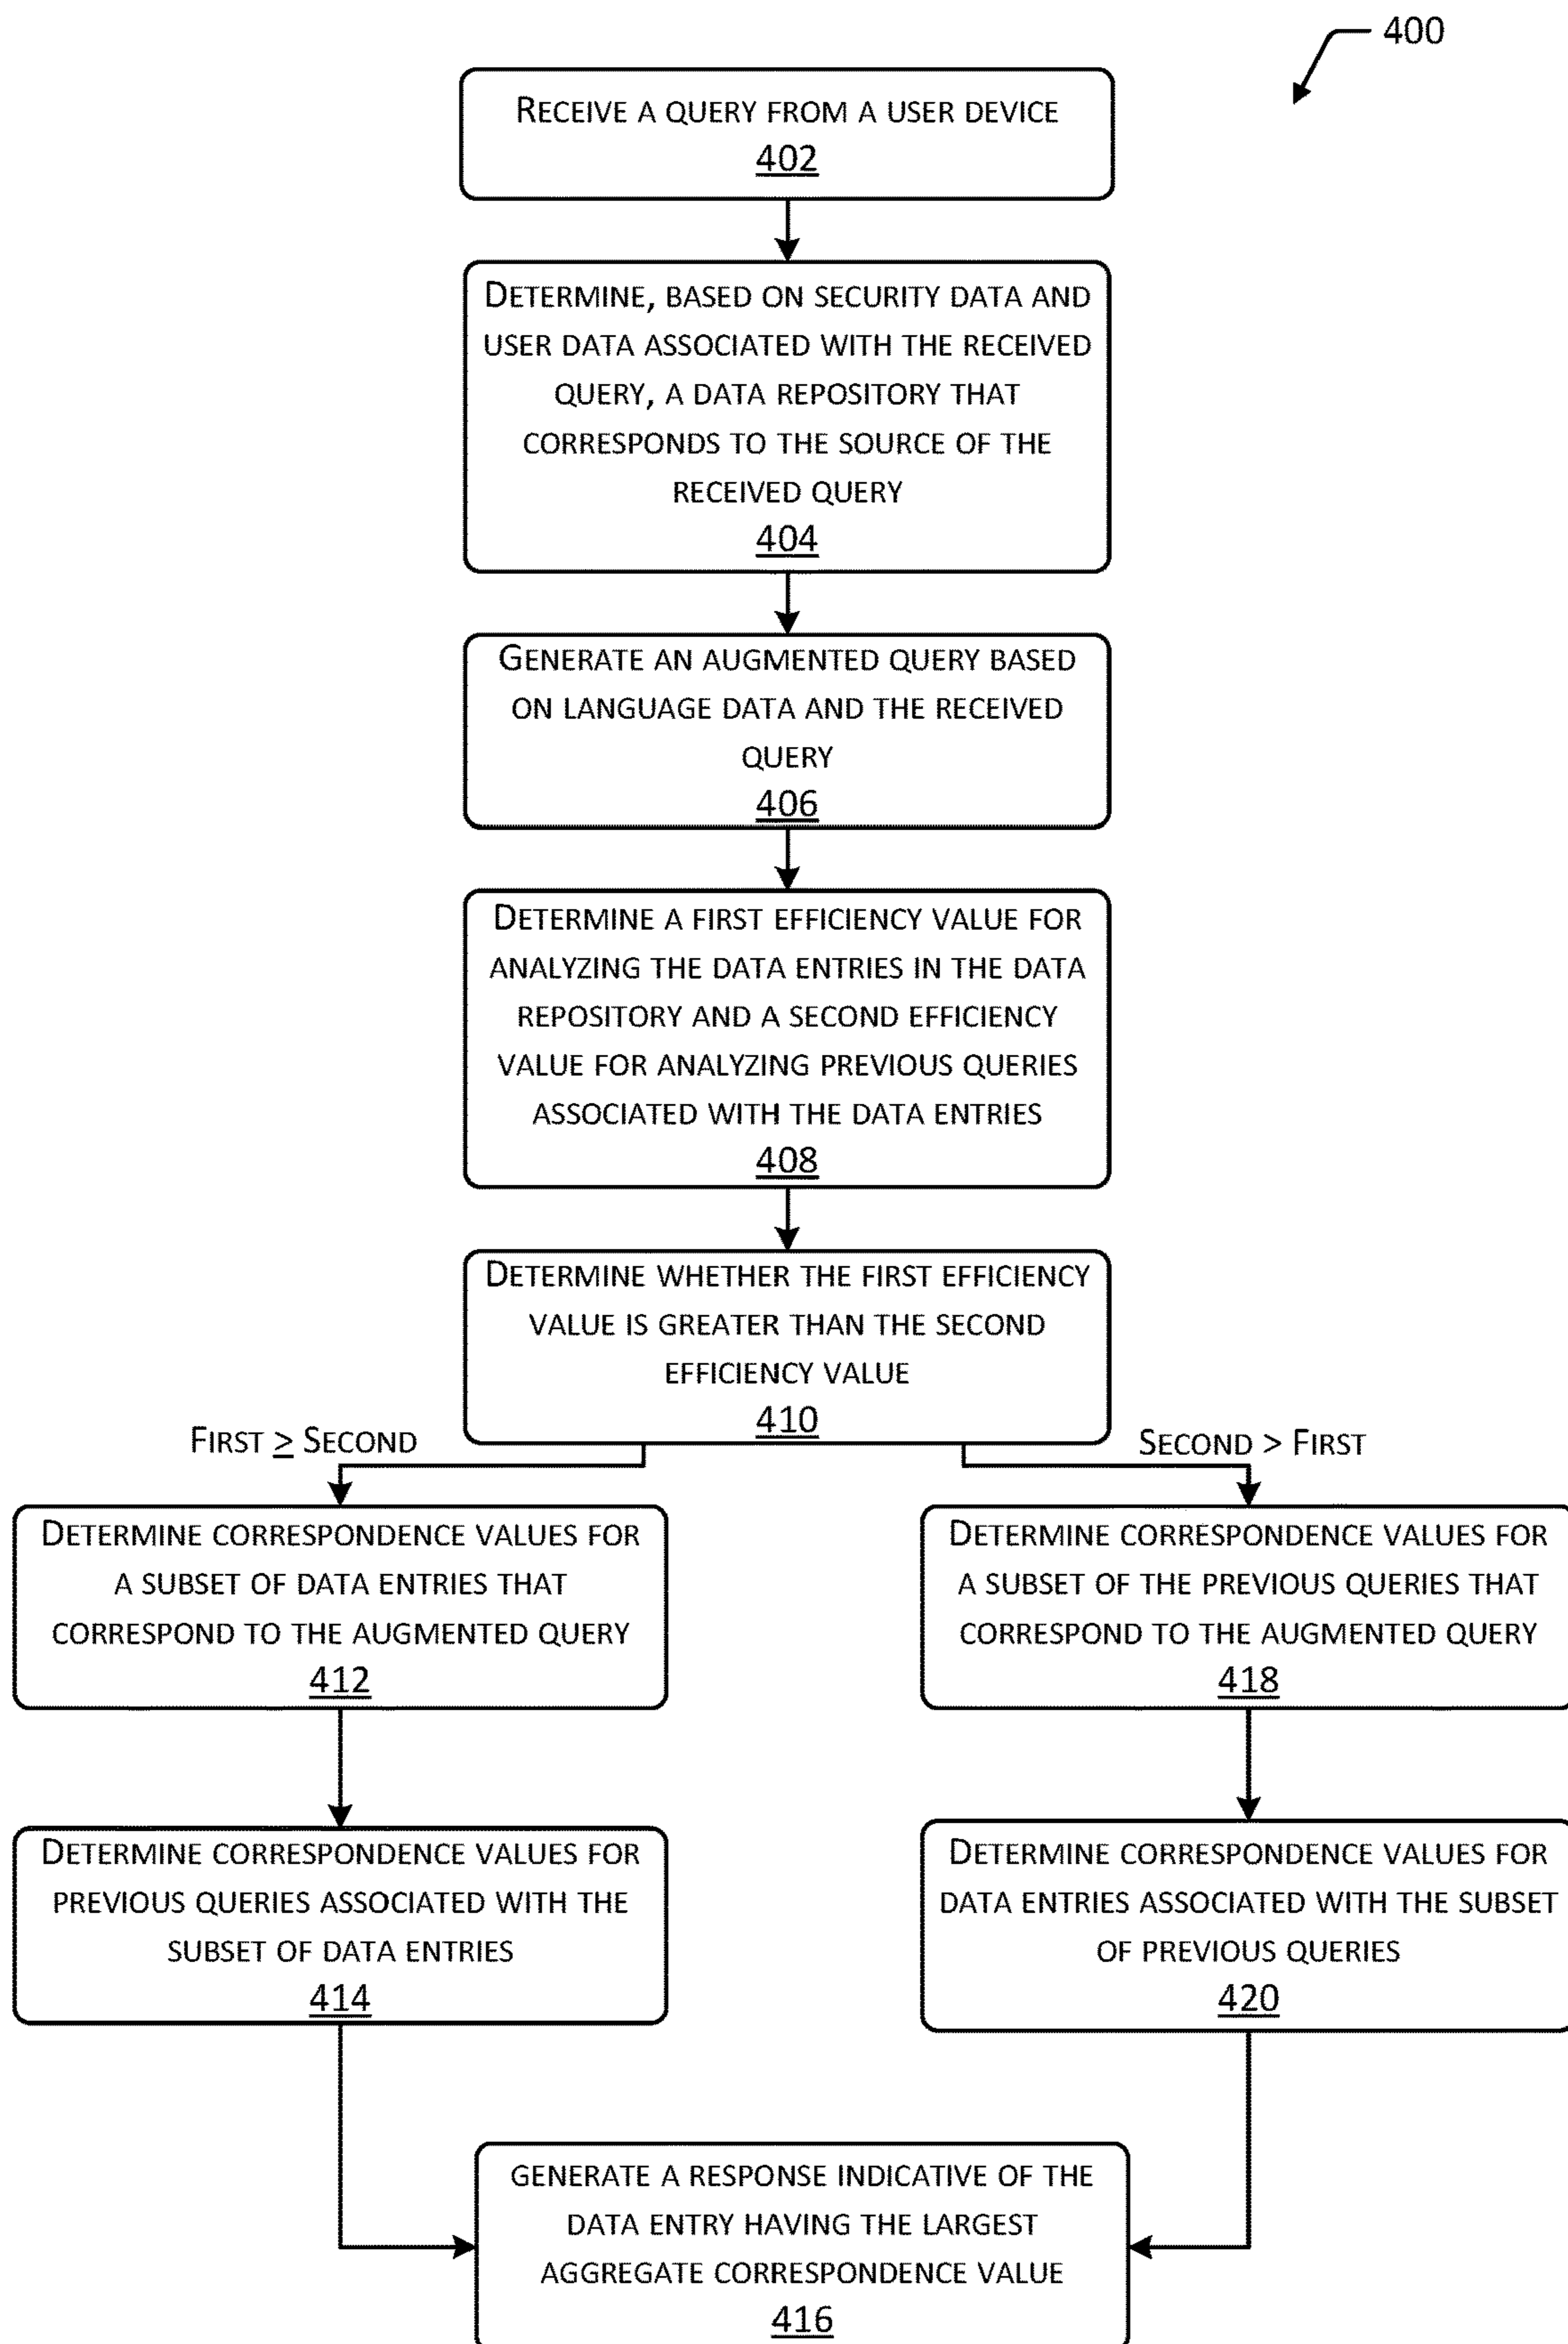 400
RECEIVE A QUERY FROM A USER DEVICE
402
DETERMINE, BASED ON SECURITY DATA AND
USER DATA ASSOCIATED WITH THE RECEIVED
QUERY, A DATA REPOSITORY THAT
CORRESPONDS TO THE SOURCE OF THE
RECEIVED QUERY
404
GENERATE AN AUGMENTED QUERY BASED
ON LANGUAGE DATA AND THE RECEIVED
QUERY
406
DETERMINE A FIRST EFFICIENCY VALUE FOR
ANALYZING THE DATA ENTRIES IN THE DATA
REPOSITORY AND A SECOND EFFICIENCY
VALUE FOR ANALYZING PREVIOUS QUERIES
ASSOCIATED WITH THE DATA ENTRIES
408
DETERMINE WHETHER THE FIRST EFFICIENCY
VALUE IS GREATER THAN THE SECOND
EFFICIENCY VALUE
410
FIRST ≥ SECOND
SECOND > FIRST
DETERMINE CORRESPONDENCE VALUES FOR
A SUBSET OF DATA ENTRIES THAT
CORRESPOND TO THE AUGMENTED QUERY
412
DETERMINE CORRESPONDENCE VALUES FOR
A SUBSET OF THE PREVIOUS QUERIES THAT
CORRESPOND TO THE AUGMENTED QUERY
418
DETERMINE CORRESPONDENCE VALUES FOR
PREVIOUS QUERIES ASSOCIATED WITH THE
SUBSET OF DATA ENTRIES
414
DETERMINE CORRESPONDENCE VALUES FOR
DATA ENTRIES ASSOCIATED WITH THE SUBSET
OF PREVIOUS QUERIES
420
GENERATE A RESPONSE INDICATIVE OF THE
DATA ENTRY HAVING THE LARGEST
AGGREGATE CORRESPONDENCE VALUE
416